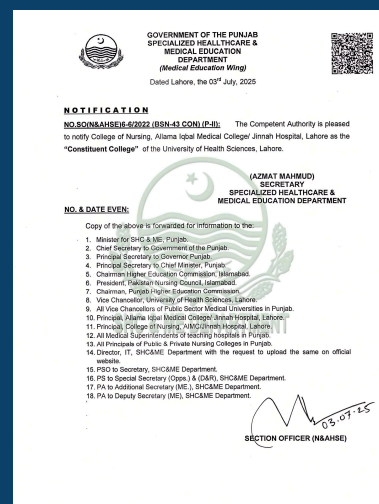 GOVERNMENT OF THE PUNJAB
SPECIALIZED HEALLTHCARE &
MEDICAL EDUCATION
DEPARTMENT
(Medical Education Wing)
Dated Lahore, the 03rd July, 2025
NOTIFICATION
NO.SO(N&AHSE)6-6/2022 (BSN-43 CON) (P-II): The Competent Authority is pleased
to notify College of Nursing, Allama Iqbal Medical College/ Jinnah Hospital, Lahore as the
"Constituent College" of the University of Health Sciences, Lahore.
(AZMAT MAHMUD)
SECRETARY
SPECIALIZED HEALTHCARE &
MEDICAL EDUCATION DEPARTMENT
NO. & DATE EVEN:
Copy of the above is forwarded for information to the:
1. Minister for SHC & ME, Punjab.
2. Chief Secretary to Government of the Punjab.
3. Principal Secretary to Governor Punjab.
4. Principal Secretary to Chief Minister, Punjab.
5. Chairman Higher Education Commission, Islamabad.
6. President, Pakistan Nursing Council, Islamabad.
7. Chairman, Punjab Higher Education Commission.
8. Vice Chancellor, University of Health Sciences, Lahore.
9. All Vice Chancellors of Public Sector Medical Universities in Punjab.
10. Principal, Allama Iqbal Medical College/ Jinnah Hospital, Lahore.
11. Principal, College of Nursing, AIMC/Jinnah Hospital, Lahore.
12. All Medical Superintendents of teaching hospitals in Punjab.
13. All Principals of Public & Private Nursing Colleges in Punjab.
14. Director, IT, SHC&ME Department with the request to upload the same on official
website.
15. PSO to Secretary, SHC&ME Department.
16. PS to Special Secretary (Opps.) & (D&R), SHC&ME Department.
17. PA to Additional Secretary (ME.), SHC&ME Department.
18. PA to Deputy Secretary (ME), SHC&ME Department.
03.07.25
SECTION OFFICER (N&AHSE)